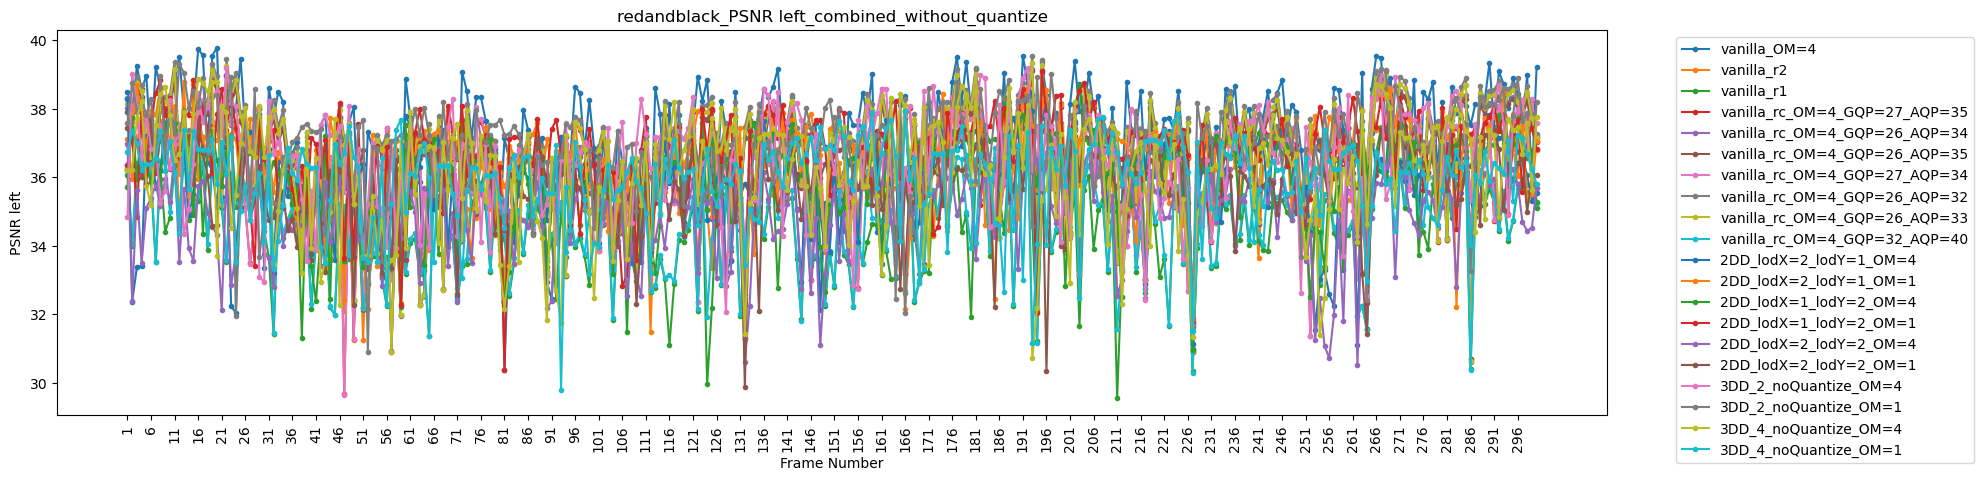 redandblack_PSNR left_combined_without_quantize
40
38
36
34
32
30
PSNR left
1 6 11 16 21 26 31 36 41 46 51 56 61 66 71 76 81 86 91 96 101 106 111 116 121 126 131 136 141 146 151 156 161 166 171 176 181 186 191 196 201 206 211 216 221 226 231 236 241 246 251 256 261 266 271 276 281 286 291 296
Frame Number
vanilla_OM=4
vanilla_r2
vanilla_r1
vanilla_rc_OM=4_GQP=27_AQP=35
vanilla_rc_OM=4_GQP=26_AQP=34
vanilla_rc_OM=4_GQP=26_AQP=35
vanilla_rc_OM=4_GQP=27_AQP=34
vanilla_rc_OM=4_GQP=26_AQP=32
vanilla_rc_OM=4_GQP=26_AQP=33
vanilla_rc_OM=4_GQP=32_AQP=40
2DD_lodX=2_lodY=1_OM=4
2DD_lodX=2_lodY=1_OM=1
2DD_lodX=1_lodY=2_OM=4
2DD_lodX=1_lodY=2_OM=1
2DD_lodX=2_lodY=2_OM=4
2DD_lodX=2_lodY=2_OM=1
3DD_2_noQuantize_OM=4
3DD_2_noQuantize_OM=1
3DD_4_noQuantize_OM=4
3DD_4_noQuantize_OM=1